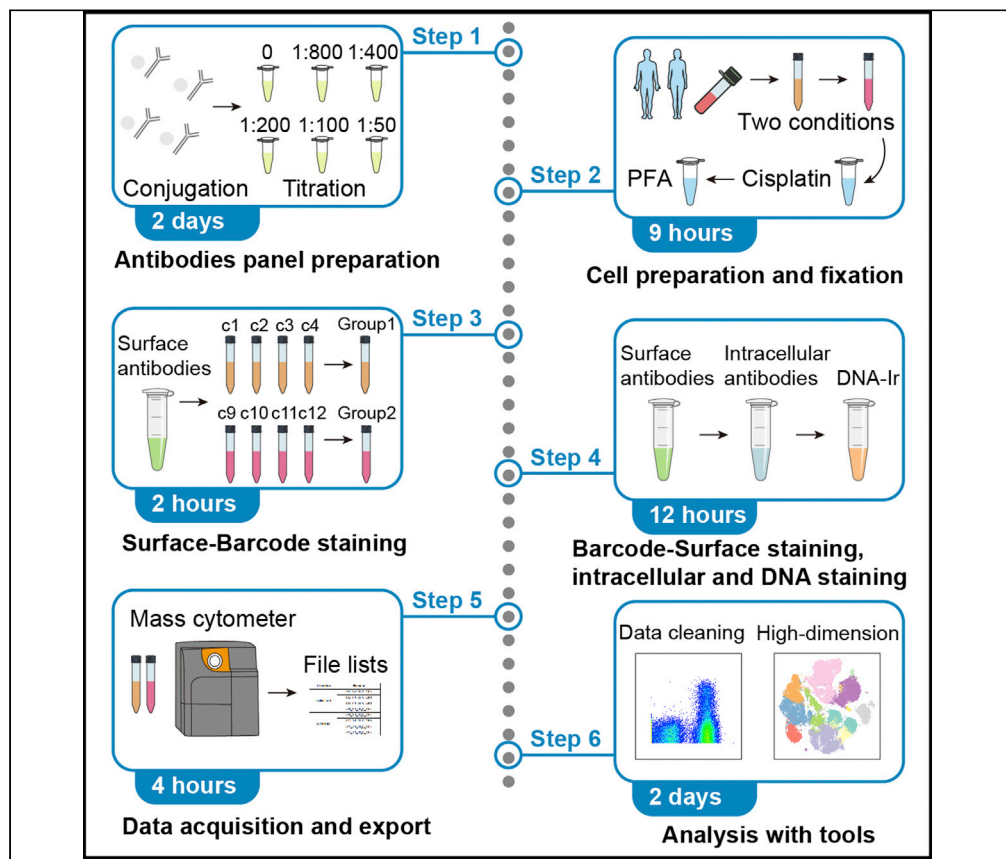 Step 1
0 1:800 1:400
1:200 1:100 1:50
Conjugation Titration
2 days
Antibodies panel preparation
Step 2
Two conditions
PFA Cisplatin
9 hours
Cell preparation and fixation
Step 3
Surface
antibodies
c1 c2 c3 c4 Group1
c9 c10 c11 c12 Group2
2 hours
Surface-Barcode staining
Step 4
Surface
antibodies
Intracellular
antibodies
DNA-Ir
12 hours
Barcode-Surface staining,
intracellular and DNA staining
Step 5
Mass cytometer
File lists
4 hours
Data acquisition and export
Step 6
Data cleaning
High-dimension
2 days
Analysis with tools